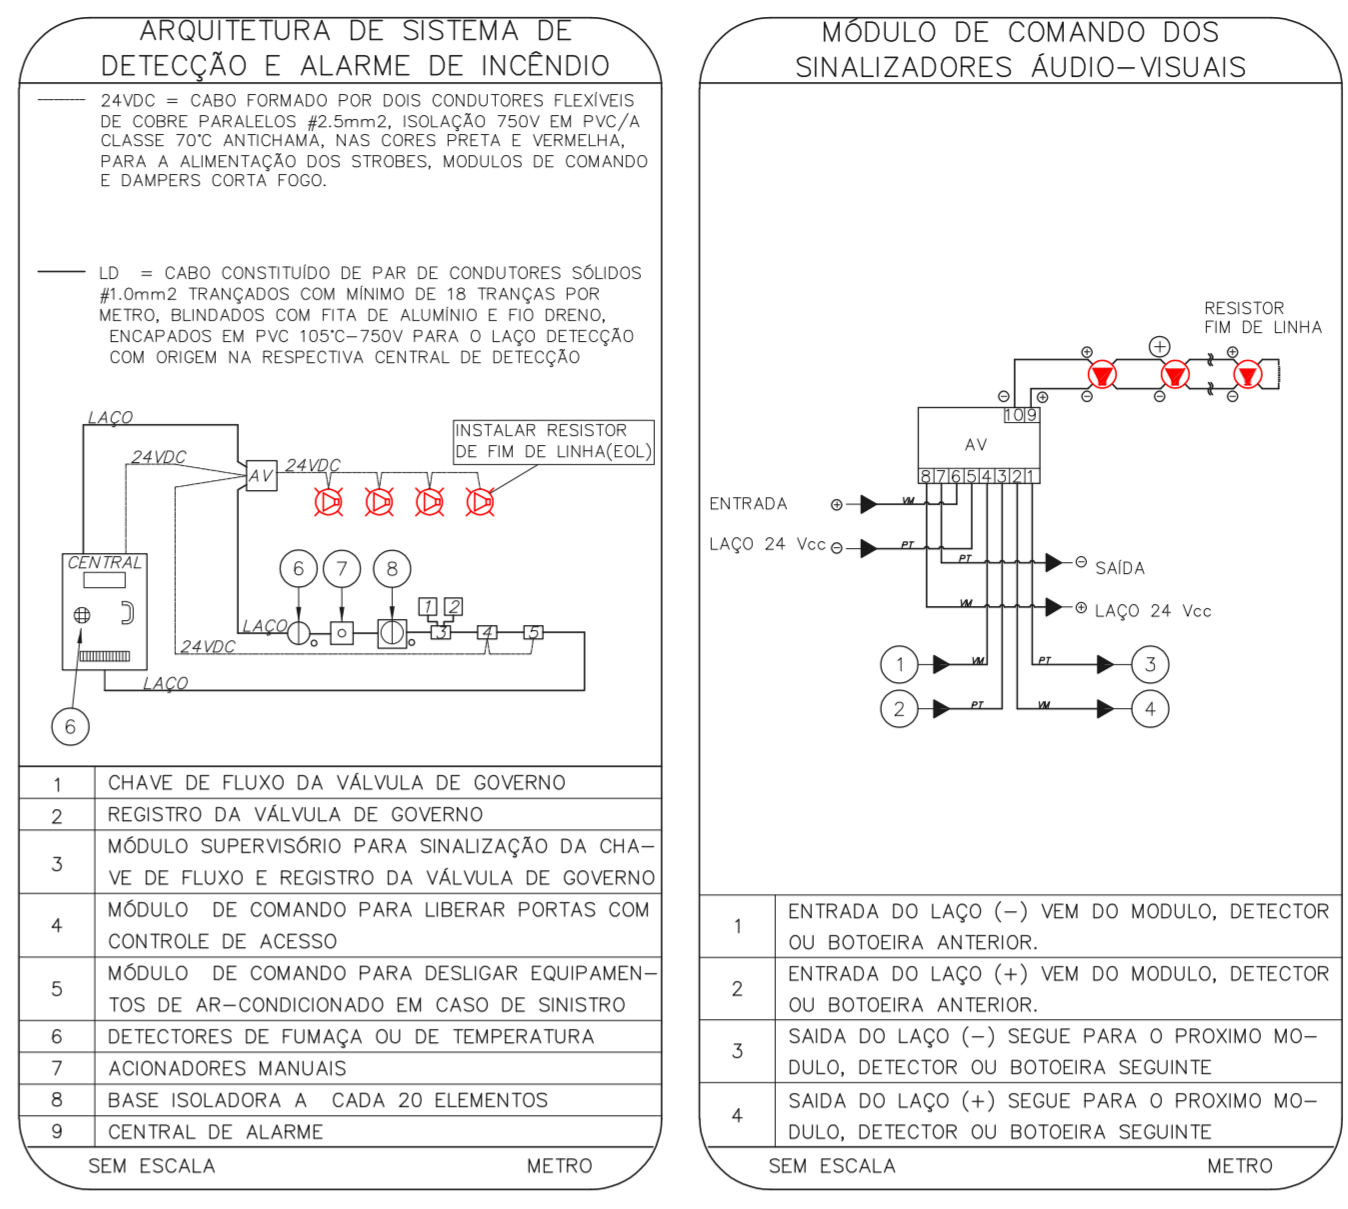 ARQUITETURA DE SISTEMA DE
DETECÇÃO E ALARME DE INCÊNDIO
24VDC = CABO FORMADO POR DOIS CONDUTORES FLEXÍVEIS
DE COBRE PARALELOS #2.5mm2, ISOLAÇÃO 750V EM PVC/A
CLASSE 70°C ANTICHAMA, NAS CORES PRETA E VERMELHA,
PARA A ALIMENTAÇÃO DOS STROBES, MODULOS DE COMANDO
E DAMPERS CORTA FOGO.
LD = CABO CONSTITUÍDO DE PAR DE CONDUTORES SÓLIDOS
#1.0mm2 TRANÇADOS COM MÍNIMO DE 18 TRANÇAS POR
METRO, BLINDADOS COM FITA DE ALUMÍNIO E FIO DRENO,
ENCAPADOS EM PVC 105°C-750V PARA O LAÇO DETECÇÃO
COM ORIGEM NA RESPECTIVA CENTRAL DE DETECÇÃO
LAÇO
24VDC
AV
24VDC
INSTALAR RESISTOR
DE FIM DE LINHA(EOL)
CENTRAL
6
7
8
1
2
LAÇO
3
4
5
24VDC
LAÇO
6
1 CHAVE DE FLUXO DA VÁLVULA DE GOVERNO
2 REGISTRO DA VÁLVULA DE GOVERNO
3 MÓDULO SUPERVISÓRIO PARA SINALIZAÇÃO DA CHA-
VE DE FLUXO E REGISTRO DA VÁLVULA DE GOVERNO
4 MÓDULO DE COMANDO PARA LIBERAR PORTAS COM
CONTROLE DE ACESSO
5 MÓDULO DE COMANDO PARA DESLIGAR EQUIPAMEN-
TOS DE AR-CONDICIONADO EM CASO DE SINISTRO
6 DETECTORES DE FUMAÇA OU DE TEMPERATURA
7 ACIONADORES MANUAIS
8 BASE ISOLADORA A CADA 20 ELEMENTOS
9 CENTRAL DE ALARME
SEM ESCALA METRO
MÓDULO DE COMANDO DOS
SINALIZADORES ÁUDIO-VISUAIS
RESISTOR
FIM DE LINHA
+ + +
- + - - -
10 9
AV
8 7 6 5 4 3 2 1
ENTRADA + VM
LAÇO 24 Vcc - PT
PT - SAÍDA
VM + LAÇO 24 Vcc
1 VM PT 3
2 PT VM 4
1 ENTRADA DO LAÇO (-) VEM DO MODULO, DETECTOR
OU BOTOEIRA ANTERIOR.
2 ENTRADA DO LAÇO (+) VEM DO MODULO, DETECTOR
OU BOTOEIRA ANTERIOR.
3 SAIDA DO LAÇO (-) SEGUE PARA O PROXIMO MO-
DULO, DETECTOR OU BOTOEIRA SEGUINTE
4 SAIDA DO LAÇO (+) SEGUE PARA O PROXIMO MO-
DULO, DETECTOR OU BOTOEIRA SEGUINTE
SEM ESCALA METRO